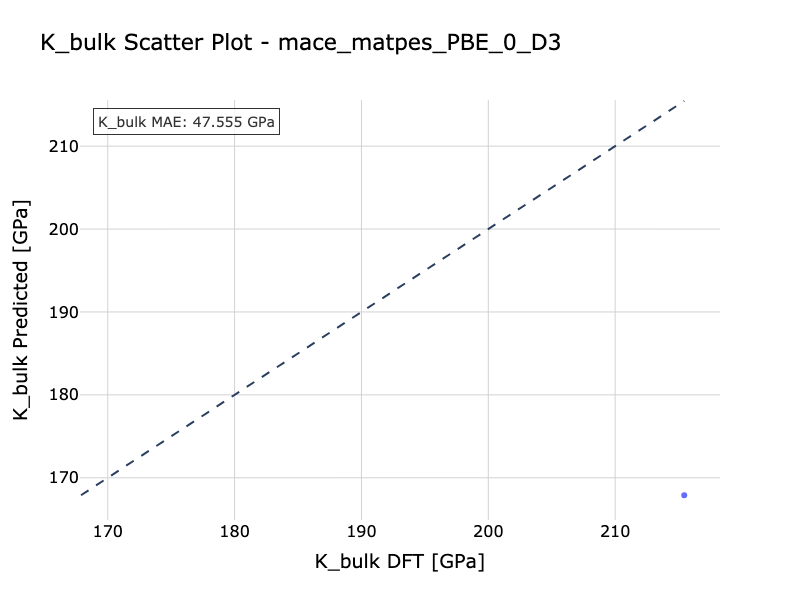 K_bulk Scatter Plot - mace_matpes_PBE_0_D3
K_bulk MAE: 47.555 GPa
210
200
190
180
170
K_bulk Predicted [GPa]
170 180 190 200 210
K_bulk DFT [GPa]